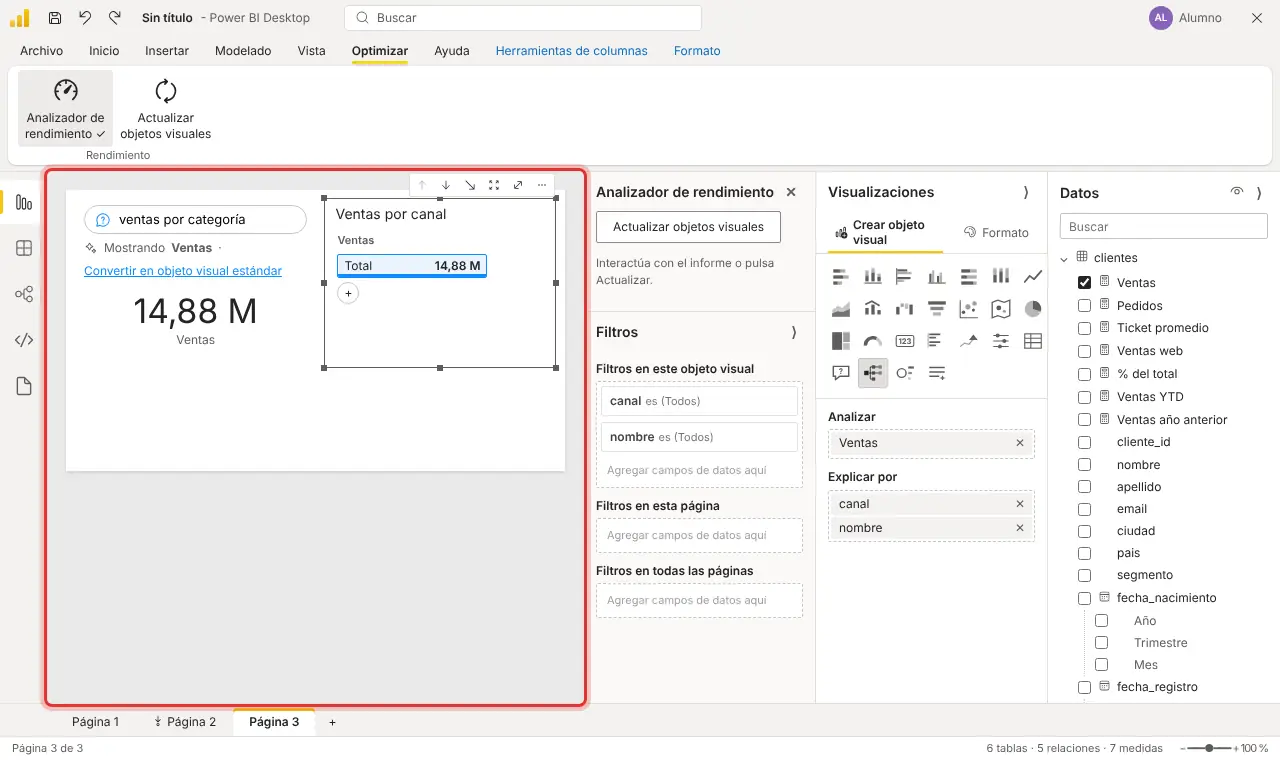 Sin título - Power BI Desktop
Buscar
AL Alumno
Archivo Inicio Insertar Modelado Vista Optimizar Ayuda Herramientas de columnas Formato
Analizador de rendimiento
Actualizar objetos visuales
Rendimiento
ventas por categoría
Mostrando Ventas ·
Convertir en objeto visual estándar
14,88 M
Ventas
Ventas por canal
Ventas
Total 14,88 M
+
Analizador de rendimiento
Actualizar objetos visuales
Interactúa con el informe o pulsa
Actualizar.
Filtros
Filtros en este objeto visual
canal es (Todos)
nombre es (Todos)
Agregar campos de datos aquí
Filtros en esta página
Agregar campos de datos aquí
Filtros en todas las páginas
Agregar campos de datos aquí
Visualizaciones
Crear objeto visual
Formato
123
Analizar
Ventas
Explicar por
canal
nombre
Datos
Buscar
clientes
Ventas
Pedidos
Ticket promedio
Ventas web
% del total
Ventas YTD
Ventas año anterior
cliente_id
nombre
apellido
email
ciudad
pais
segmento
fecha_nacimiento
Año
Trimestre
Mes
fecha_registro
Página 1 Página 2 Página 3 +
Página 3 de 3
6 tablas · 5 relaciones · 7 medidas
- + 100 %